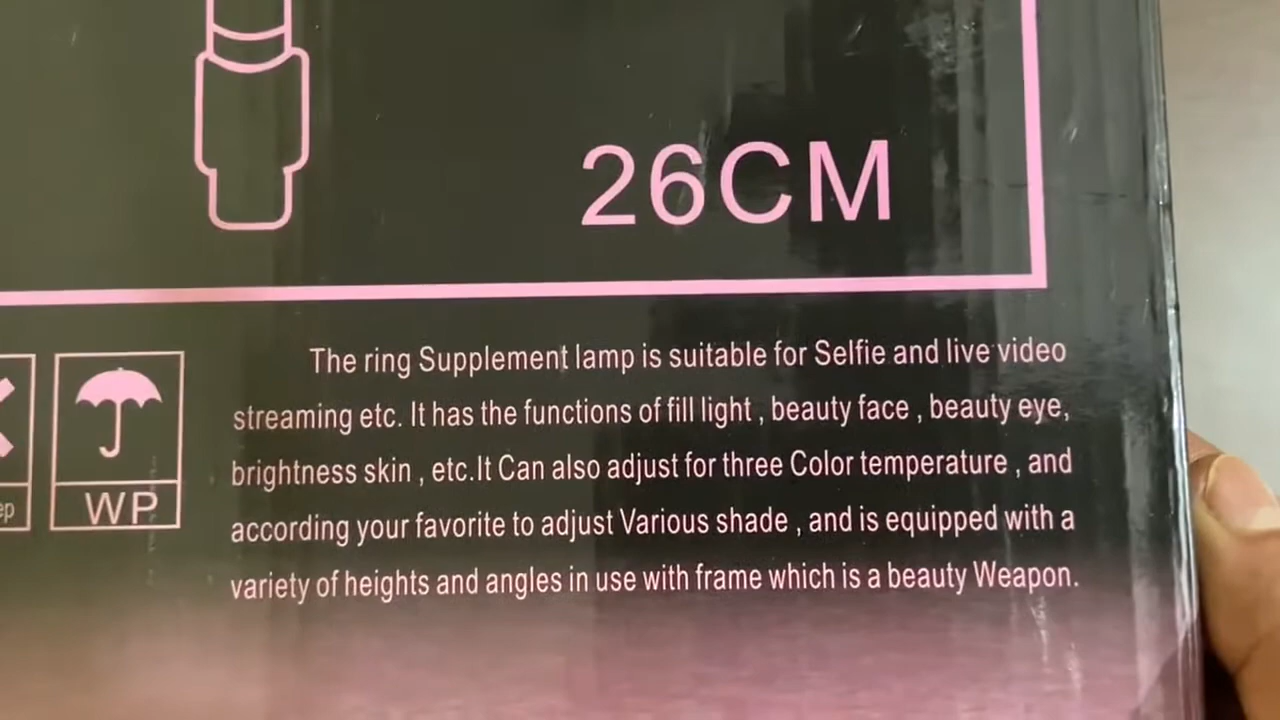 26CM
The ring Supplement lamp is suitable for Selfie and live video
streaming etc. It has the functions of fill light , beauty face , beauty eye,
brightness skin , etc.It Can also adjust for three Color temperature , and
according your favorite to adjust Various shade , and is equipped with a
variety of heights and angles in use with frame which is a beauty Weapon.
WP